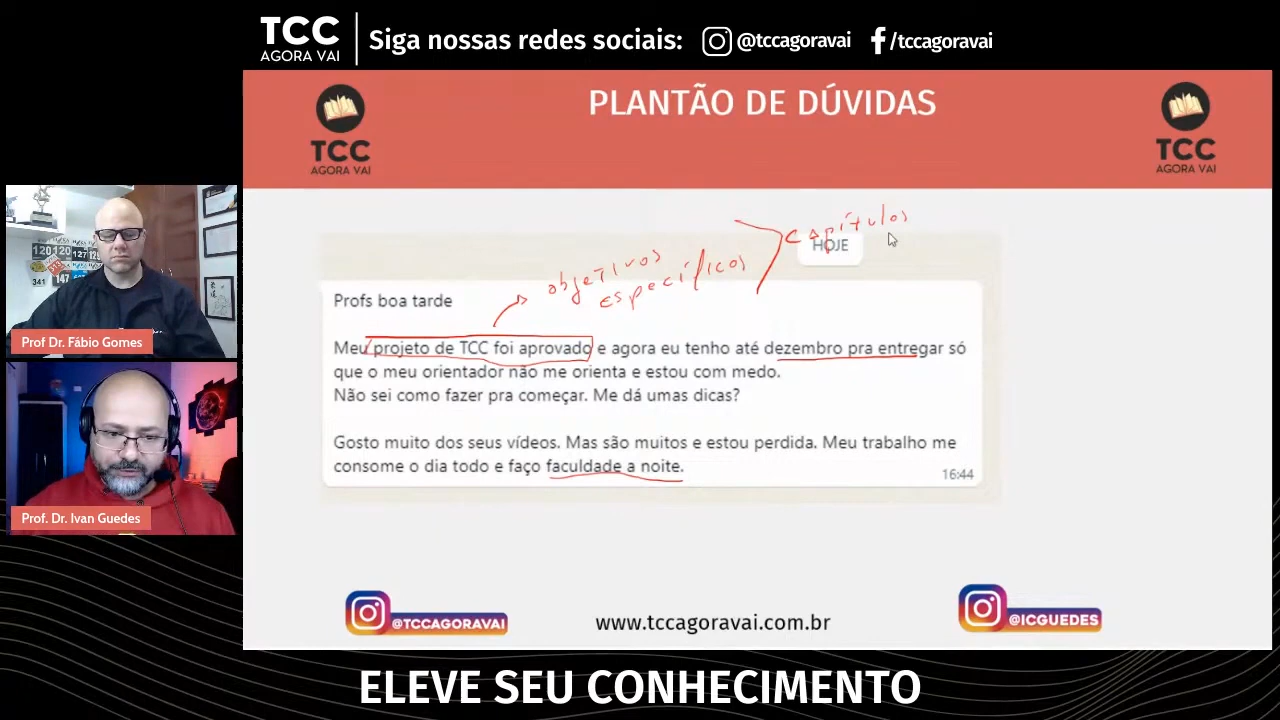 TCC
AGORA VAI
Siga nossas redes sociais:
@tccagoravai
/tccagoravai
PLANTÃO DE DÚVIDAS
TCC
AGORA VAI
TCC
AGORA VAI
capítulos
HOJE
objetivos
específicos
Profs boa tarde
Meu projeto de TCC foi aprovado e agora eu tenho até dezembro pra entregar só
que o meu orientador não me orienta e estou com medo.
Não sei como fazer pra começar. Me dá umas dicas?
Gosto muito dos seus vídeos. Mas são muitos e estou perdida. Meu trabalho me
consome o dia todo e faço faculdade a noite.
16:44
Prof Dr. Fábio Gomes
Prof. Dr. Ivan Guedes
@TCCAGORAVAI
www.tccagoravai.com.br
@ICGUEDES
ELEVE SEU CONHECIMENTO
120
120
127
341
147